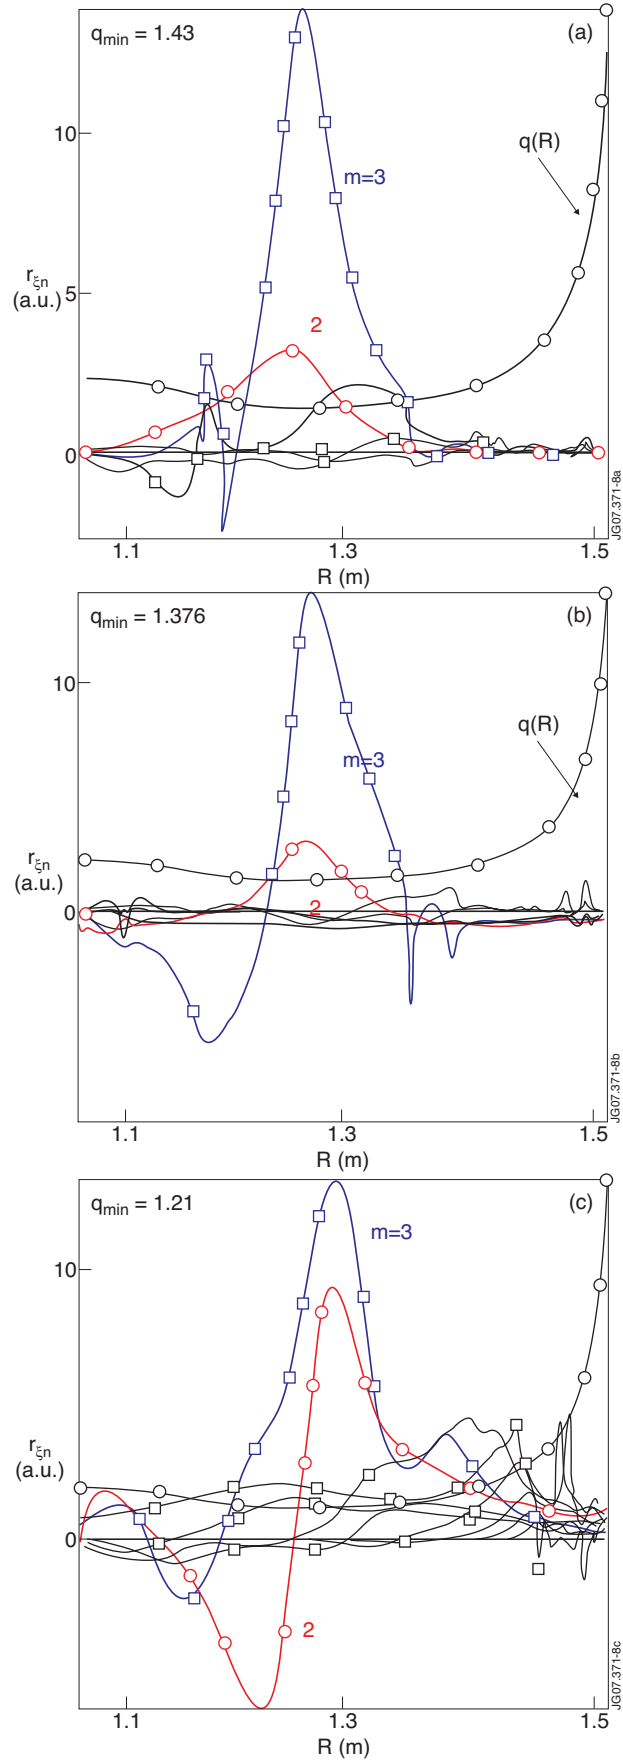 q_min = 1.43
(a)
10
q(R)
m=3
r_ξn
(a.u.)
5
2
0
1.1
1.3
1.5
R (m)
JG07.371-8a
q_min = 1.376
(b)
10
q(R)
m=3
r_ξn
(a.u.)
2
0
1.1
1.3
1.5
R (m)
JG07.371-8b
q_min = 1.21
(c)
m=3
10
r_ξn
(a.u.)
0
2
1.1
1.3
1.5
R (m)
JG07.371-8c